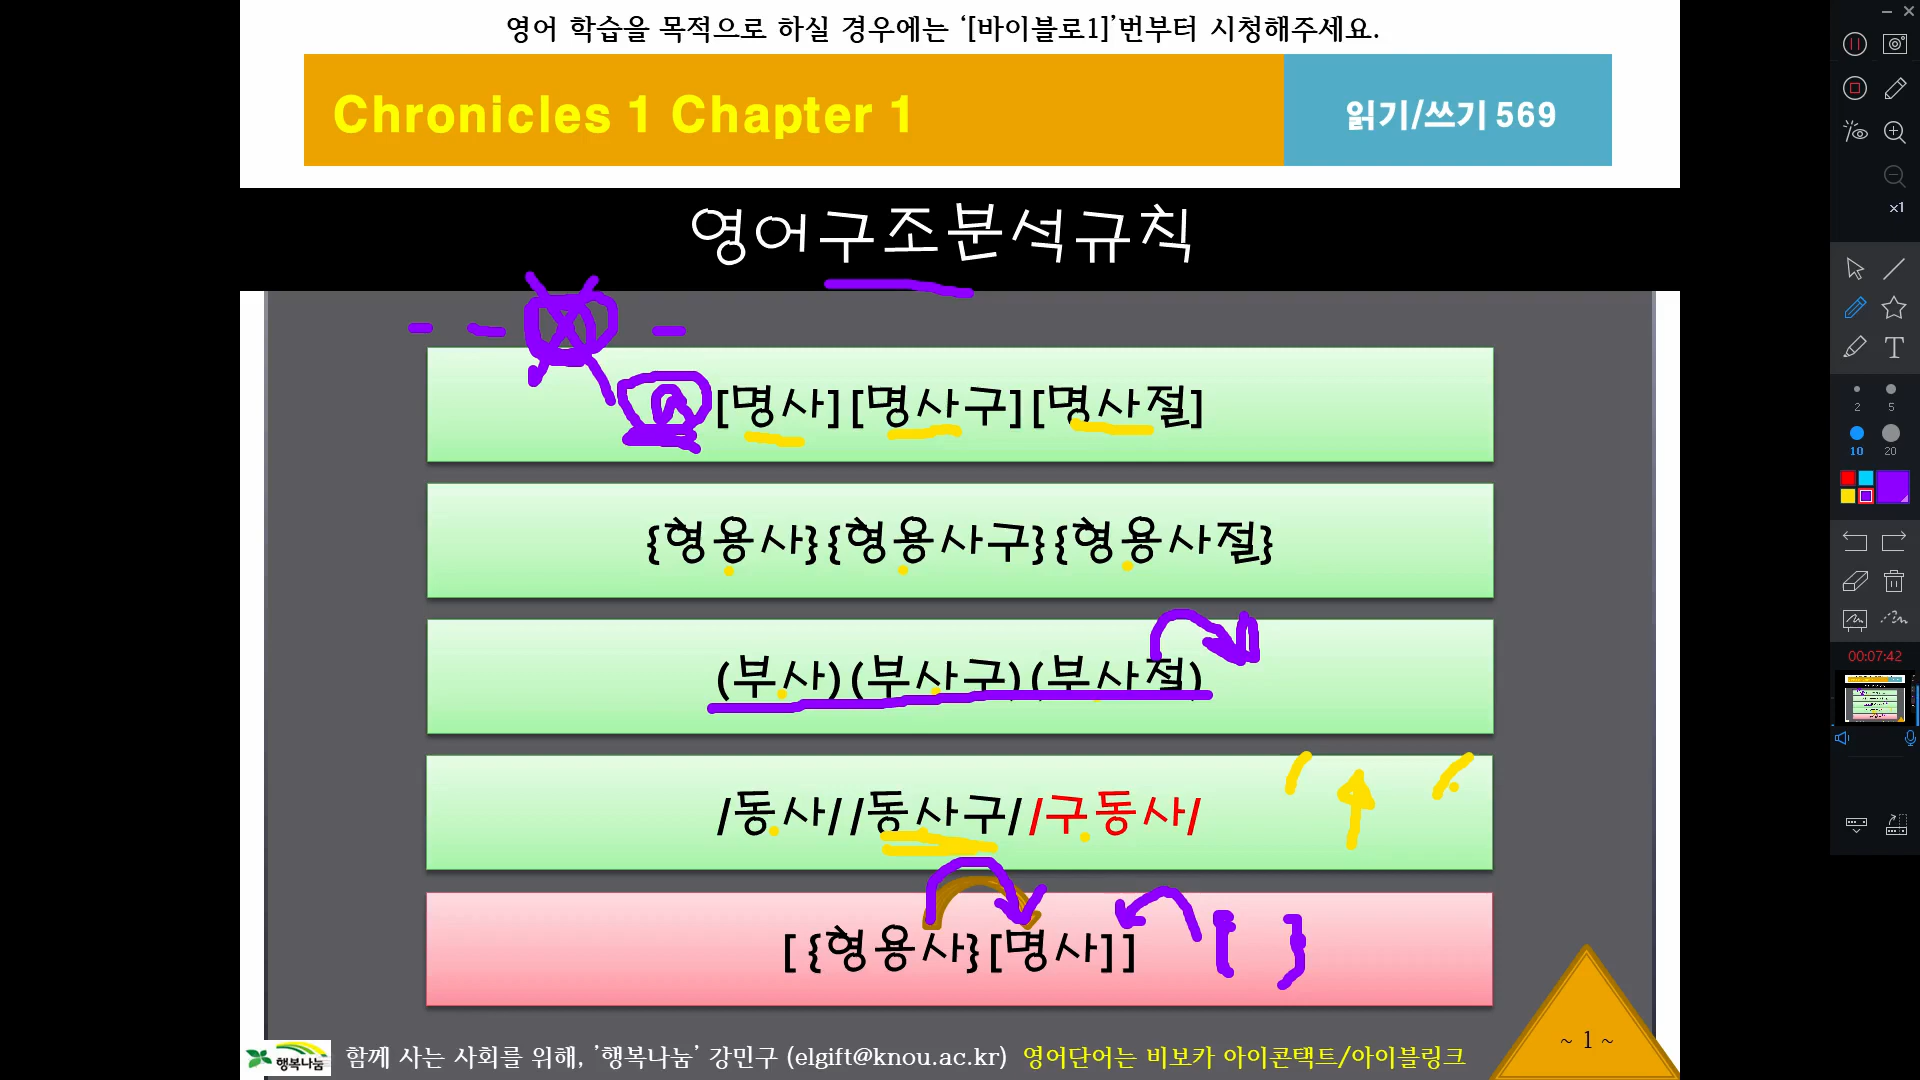 영어 학습을 목적으로 하실 경우에는 ‘[바이블로1]’번부터 시청해주세요.
Chronicles 1 Chapter 1
읽기/쓰기 569
영어구조분석규칙
[명사][명사구][명사절]
{형용사}{형용사구}{형용사절}
(부사)(부사구)(부사절)
/동사//동사구//구동사/
[{형용사}[명사]]
~ 1 ~
행복나눔
함께 사는 사회를 위해, '행복나눔' 강민구 (elgift@knou.ac.kr) 영어단어는 비보카 아이콘택트/아이블링크
x1
T
2 5
10 20
00:07:42